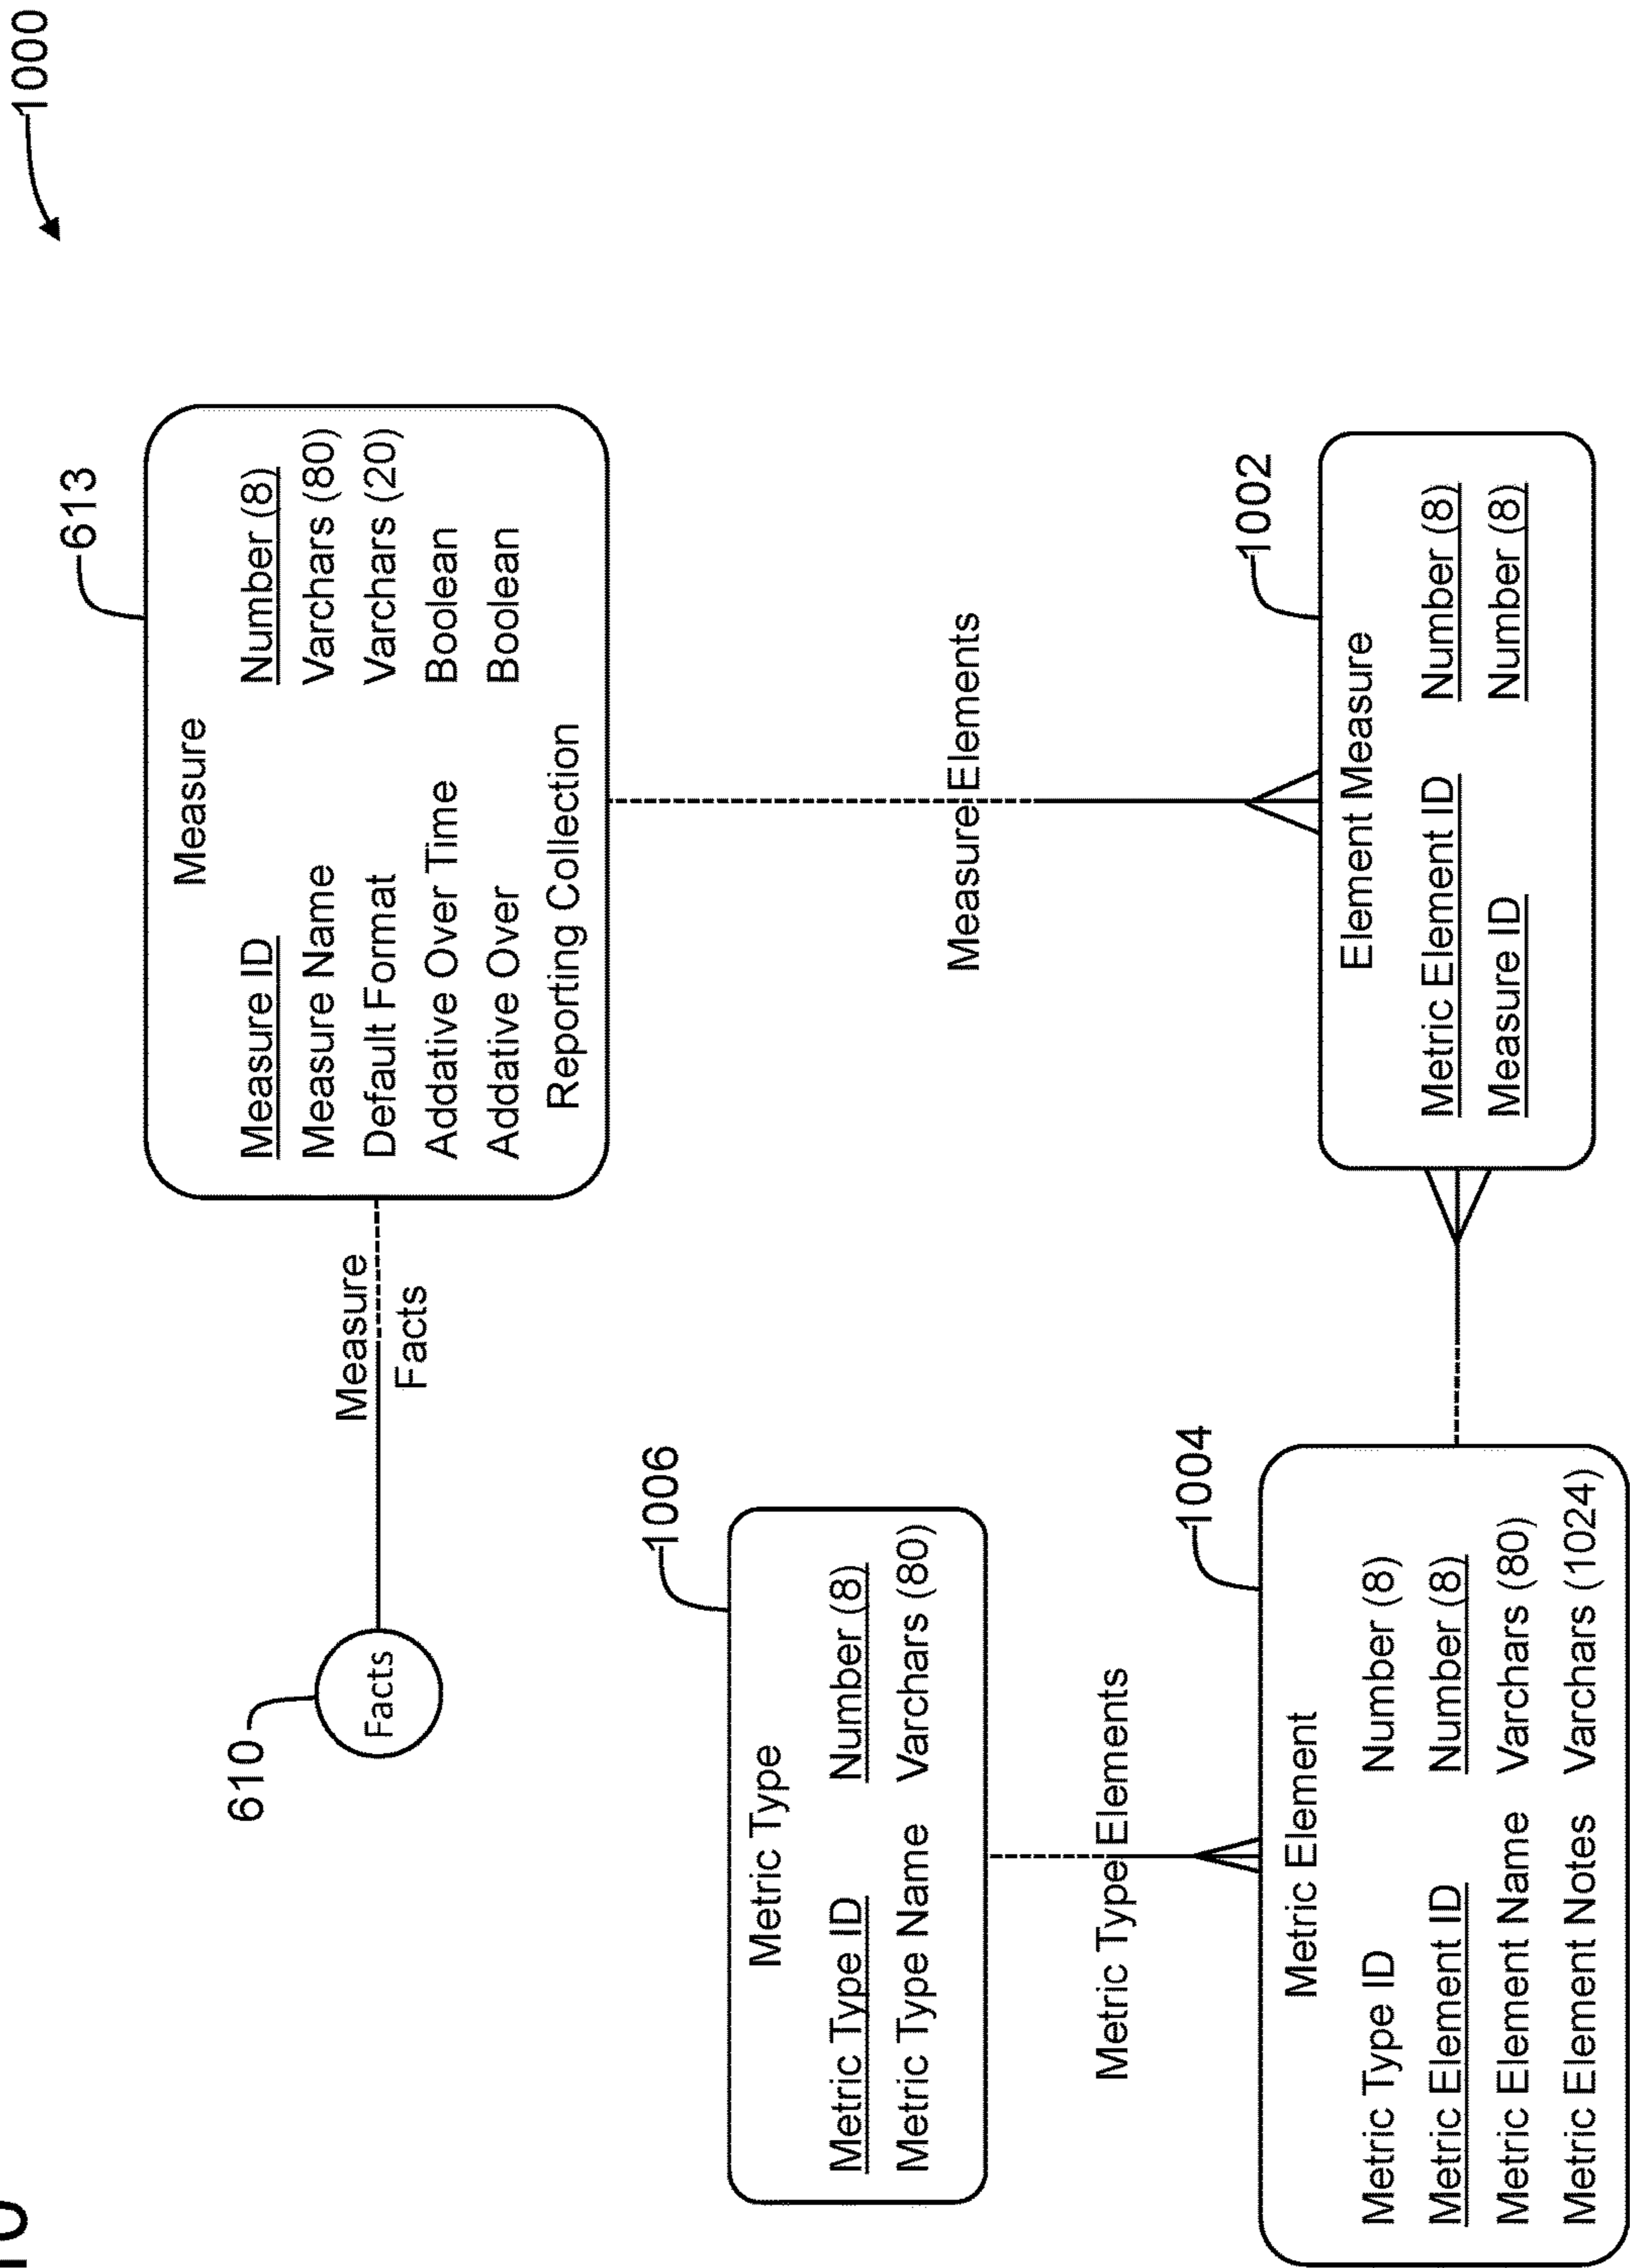 1000
613
Measure
Measure ID Number (8)
Measure Name Varchars (80)
Default Format Varchars (20)
Addative Over Time Boolean
Addative Over Boolean
Reporting Collection
610
Facts
Measure
Facts
1006
Metric Type
Metric Type ID Number (8)
Metric Type Name Varchars (80)
Measure Elements
Metric Type Elements
1004
Metric Element
Metric Type ID Number (8)
Metric Element ID Number (8)
Metric Element Name Varchars (80)
Metric Element Notes Varchars (1024)
1002
Element Measure
Metric Element ID Number (8)
Measure ID Number (8)